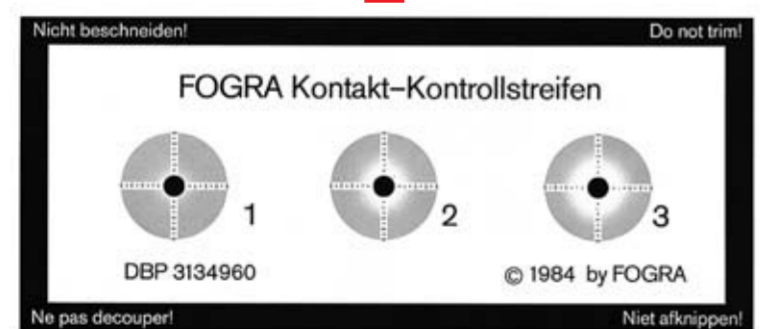 Nicht beschneiden! Do not trim!
FOGRA Kontakt-Kontrollstreifen
1 2 3
DBP 3134960 © 1984 by FOGRA
Ne pas decouper! Niet afknippen!